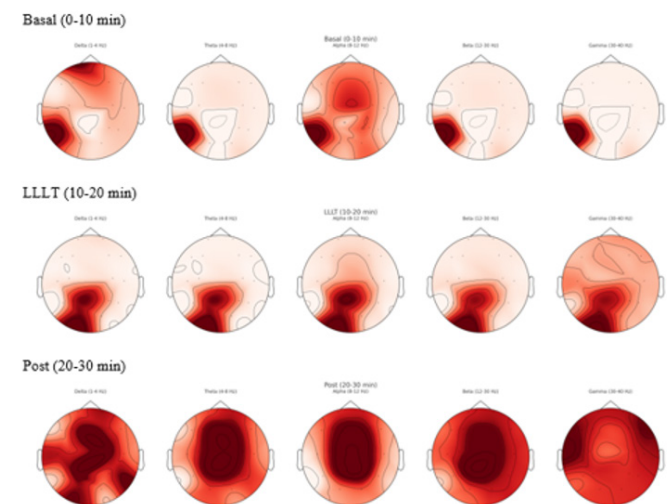 Basal (0-10 min)
Basal (0-10 min)
Delta (1-4 Hz) Theta (4-8 Hz) Alpha (8-12 Hz) Beta (12-30 Hz) Gamma (30-40 Hz)
LLLT (10-20 min)
LLLT (10-20 min)
Delta (1-4 Hz) Theta (4-8 Hz) Alpha (8-12 Hz) Beta (12-30 Hz) Gamma (30-40 Hz)
Post (20-30 min)
Post (20-30 min)
Delta (1-4 Hz) Theta (4-8 Hz) Alpha (8-12 Hz) Beta (12-30 Hz) Gamma (30-40 Hz)